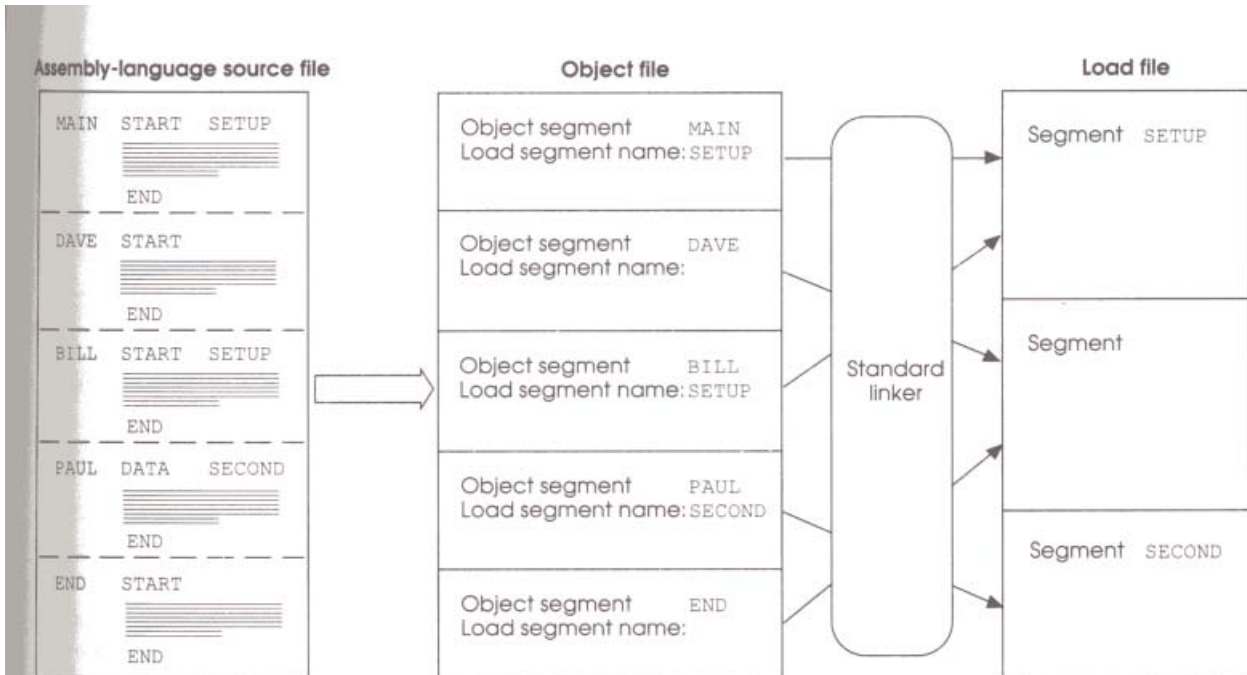 Assembly-language source file
MAIN START SETUP
END
DAVE START
END
BILL START SETUP
END
PAUL DATA SECOND
END
END START
END
Object file
Object segment MAIN
Load segment name: SETUP
Object segment DAVE
Load segment name:
Object segment BILL
Load segment name: SETUP
Object segment PAUL
Load segment name: SECOND
Object segment END
Load segment name:
Standard
linker
Load file
Segment SETUP
Segment
Segment SECOND